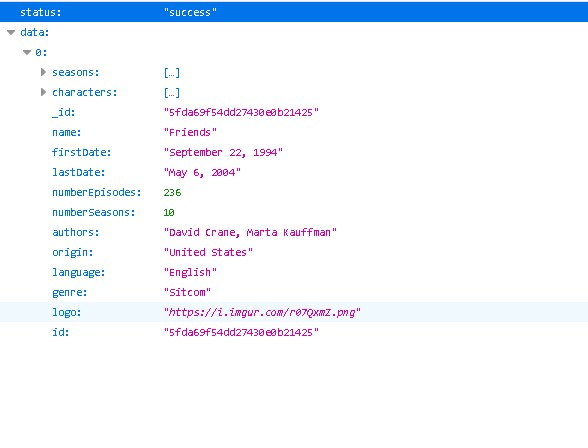 status: "success"
data:
0:
seasons: […]
characters: […]
_id: "5fda69f54dd27430e0b21425"
name: "Friends"
firstDate: "September 22, 1994"
lastDate: "May 6, 2004"
numberEpisodes: 236
numberSeasons: 10
authors: "David Crane, Marta Kauffman"
origin: "United States"
language: "English"
genre: "Sitcom"
logo: "https://i.imgur.com/r07QxmZ.png"
id: "5fda69f54dd27430e0b21425"